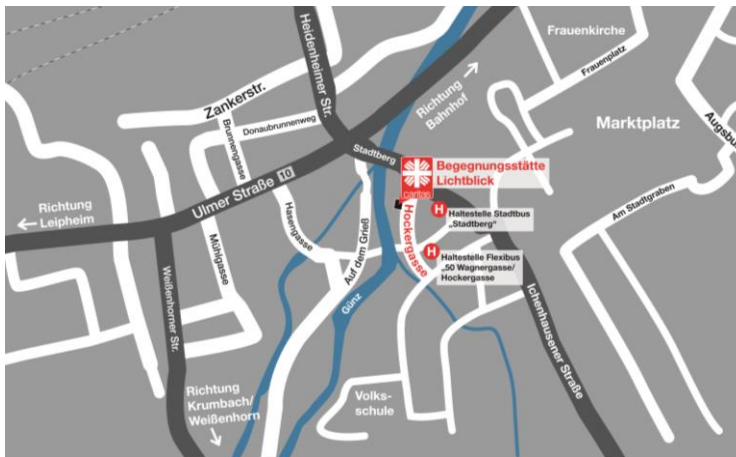 Heidenheimer Str.
Frauenkirche
Frauenplatz
Zankerstr.
Richtung
Bahnhof
Brunnengasse
Donaubrunnenweg
Marktplatz
Augsbu
Stadtberg
Begegnungsstätte
Lichtblick
caritas
Ulmer Straße 10
Richtung
Leipheim
Hasengasse
Auf dem Grieß
Hockergasse
H
Haltestelle Stadtbus
„Stadtberg“
Am Stadtgraben
Mühlgasse
H
Haltestelle Flexibus
„50 Wagnergasse/
Hockergasse
Weißenhorner Str.
Günz
Ichenhausener Straße
Richtung
Krumbach/
Weißenhorn
Volks-
schule